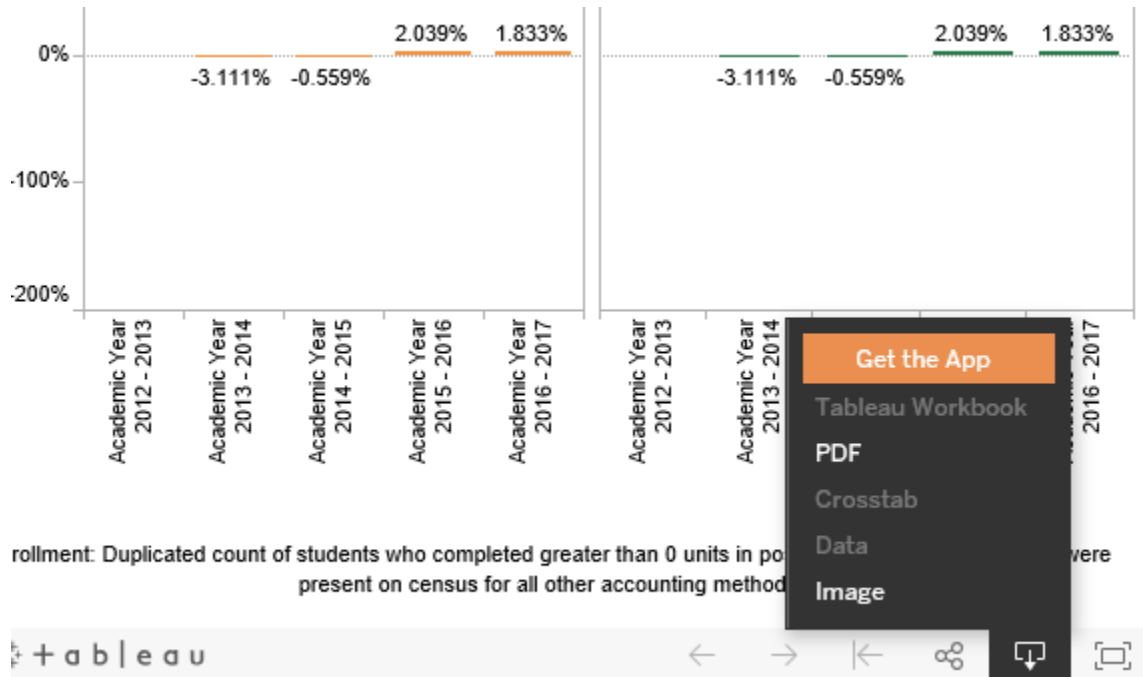 2.039% 1.833% 2.039% 1.833%
0%
-3.111% -0.559% -3.111% -0.559%
-100%
-200%
Academic Year
2012 - 2013
Academic Year
2013 - 2014
Academic Year
2014 - 2015
Academic Year
2015 - 2016
Academic Year
2016 - 2017
Academic Year
2012 - 2013
Academic Year
2013 - 2014
2016 - 2017
Get the App
Tableau Workbook
PDF
Crosstab
Data
Image
rollment: Duplicated count of students who completed greater than 0 units in po were
present on census for all other accounting method
+ a b | e a u